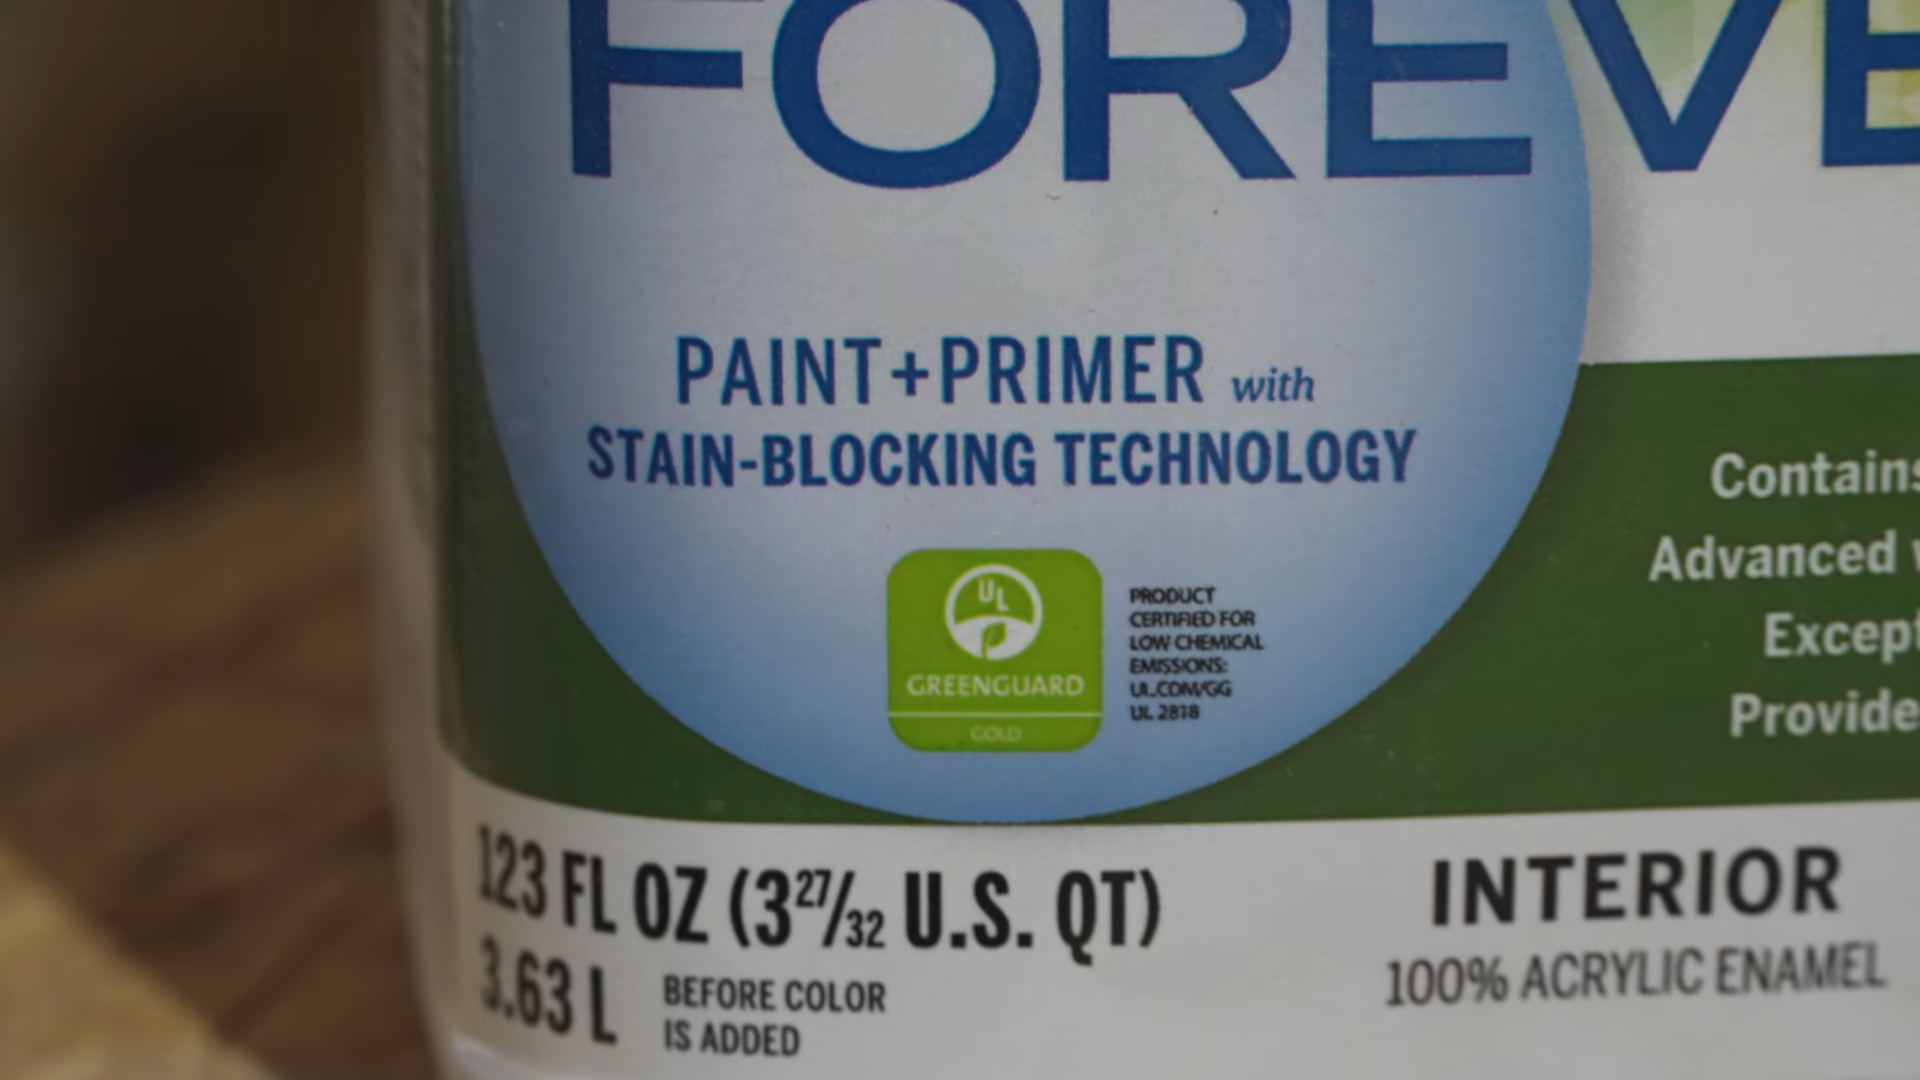 FOREVE
PAINT+PRIMER with
STAIN-BLOCKING TECHNOLOGY
UL
GREENGUARD
GOLD
PRODUCT
CERTIFIED FOR
LOW CHEMICAL
EMISSIONS:
UL.COM/GG
UL 2818
Contains
Advanced
Except
Provide
123 FL OZ (3 27/32 U.S. QT)
3.63 L BEFORE COLOR
IS ADDED
INTERIOR
100% ACRYLIC ENAMEL